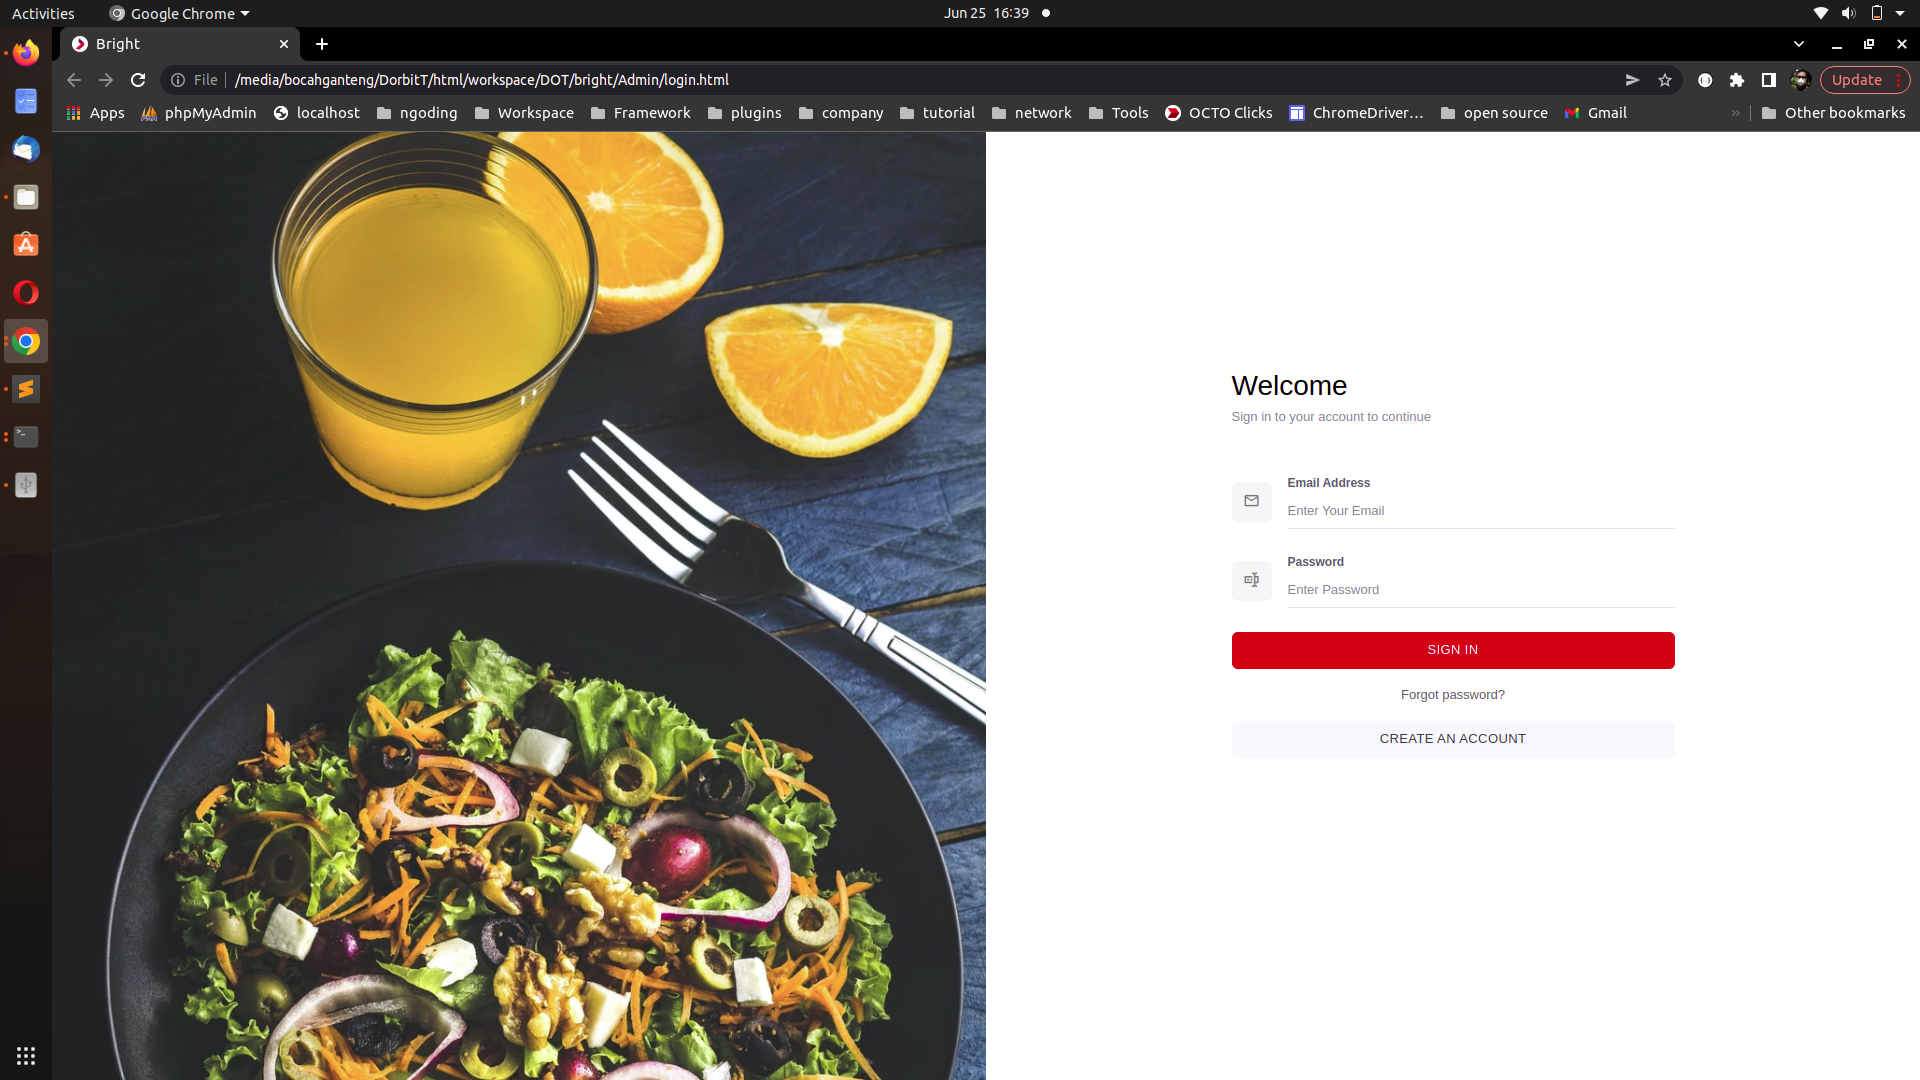 Activities
Google Chrome
Jun 25 16:39
Bright
File
/media/bocahganteng/DorbitT/html/workspace/DOT/bright/Admin/login.html
Update
Apps
phpMyAdmin
localhost
ngoding
Workspace
Framework
plugins
company
tutorial
network
Tools
OCTO Clicks
ChromeDriver…
open source
Gmail
»
Other bookmarks
Welcome
Sign in to your account to continue
Email Address
Enter Your Email
Password
Enter Password
SIGN IN
Forgot password?
CREATE AN ACCOUNT